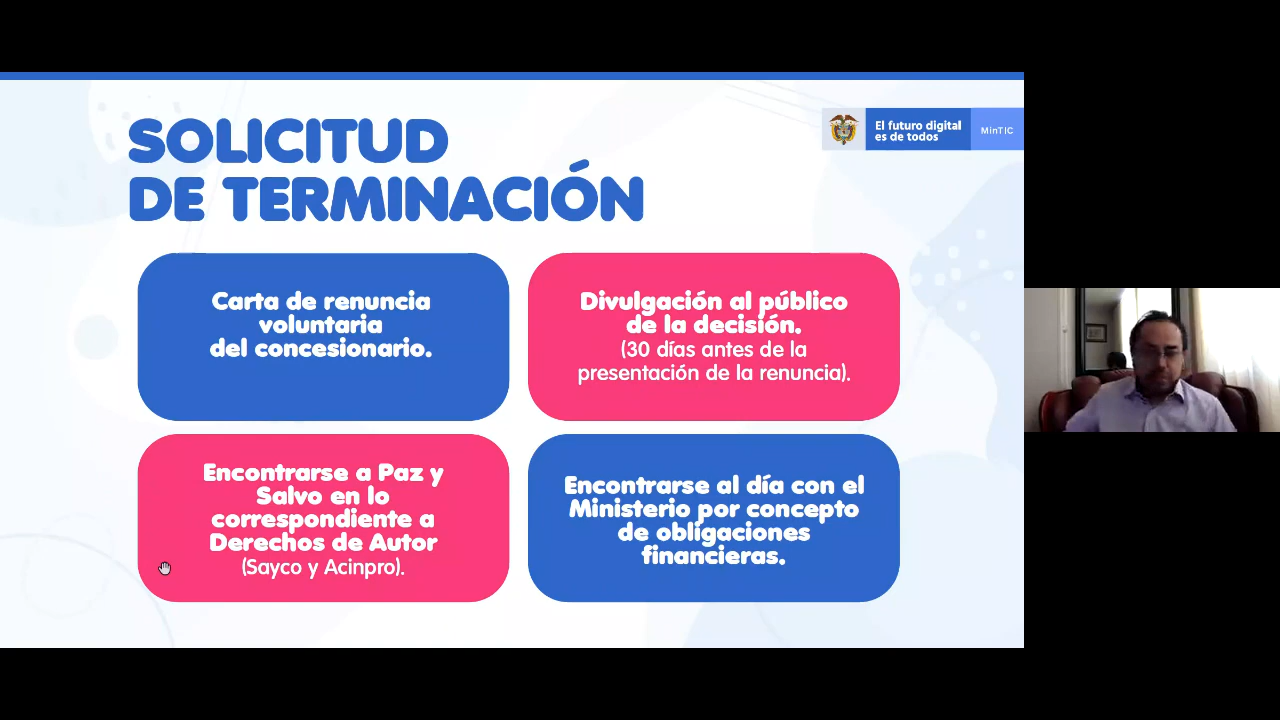 SOLICITUD
DE TERMINACIÓN
El futuro digital
es de todos
MinTIC
Carta de renuncia
voluntaria
del concesionario.
Divulgación al público
de la decisión.
(30 días antes de la
presentación de la renuncia).
Encontrarse a Paz y
Salvo en lo
correspondiente a
Derechos de Autor
(Sayco y Acinpro).
Encontrarse al día con el
Ministerio por concepto
de obligaciones
financieras.